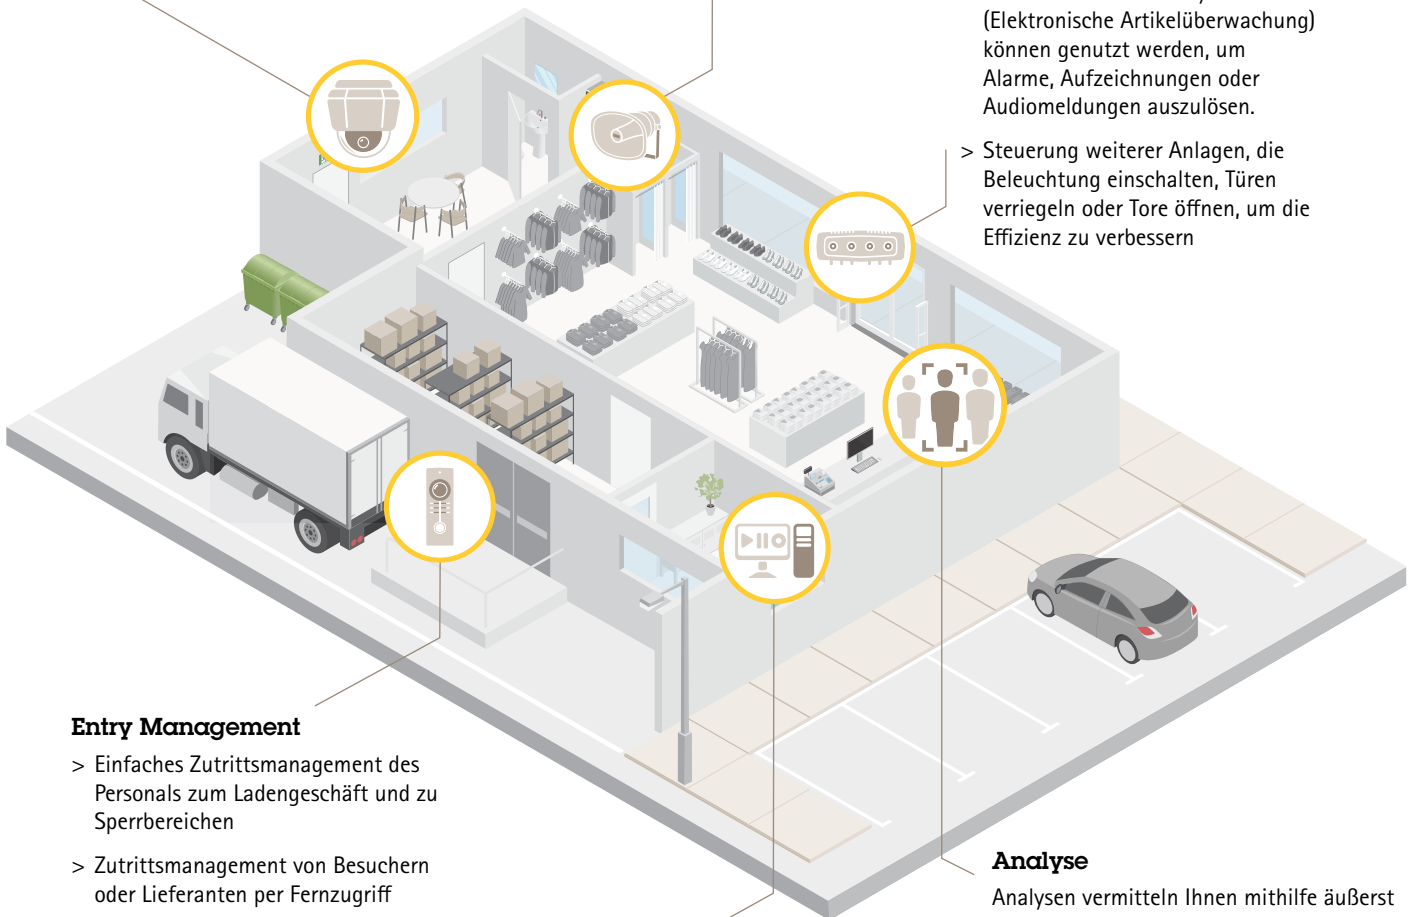 (Elektronische Artikelüberwachung)
können genutzt werden, um
Alarme, Aufzeichnungen oder
Audiomeldungen auszulösen.
> Steuerung weiterer Anlagen, die
Beleuchtung einschalten, Türen
verriegeln oder Tore öffnen, um die
Effizienz zu verbessern
Entry Management
> Einfaches Zutrittsmanagement des
Personals zum Ladengeschäft und zu
Sperrbereichen
> Zutrittsmanagement von Besuchern
oder Lieferanten per Fernzugriff
Analyse
Analysen vermitteln Ihnen mithilfe äußerst